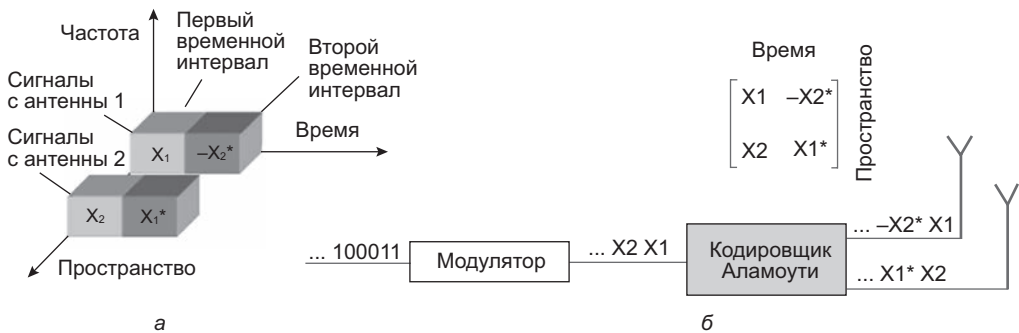 Частота
Первый
временной
интервал
Второй
временной
интервал
Сигналы
с антенны 1
Сигналы
с антенны 2
Время
X₁
–X₂*
X₂
X₁*
Пространство
а
Время
X1 –X2*
X2 X1*
Пространство
... 100011
Модулятор
... X2 X1
Кодировщик
Аламоути
... –X2* X1
... X1* X2
б